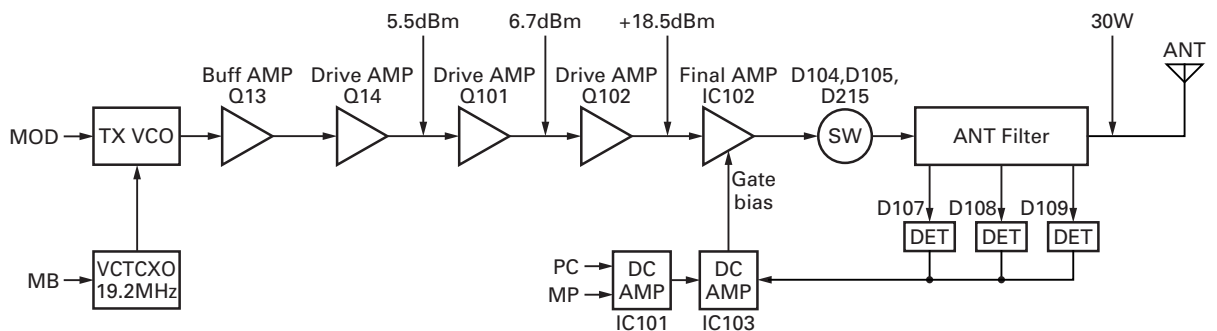 5.5dBm
6.7dBm
+18.5dBm
30W
ANT
Buff AMP
Q13
Drive AMP
Q14
Drive AMP
Q101
Drive AMP
Q102
Final AMP
IC102
D104,D105,
D215
MOD
TX VCO
SW
ANT Filter
Gate
bias
D107
D108
D109
DET
DET
DET
MB
VCTCXO
19.2MHz
PC
MP
DC
AMP
IC101
DC
AMP
IC103